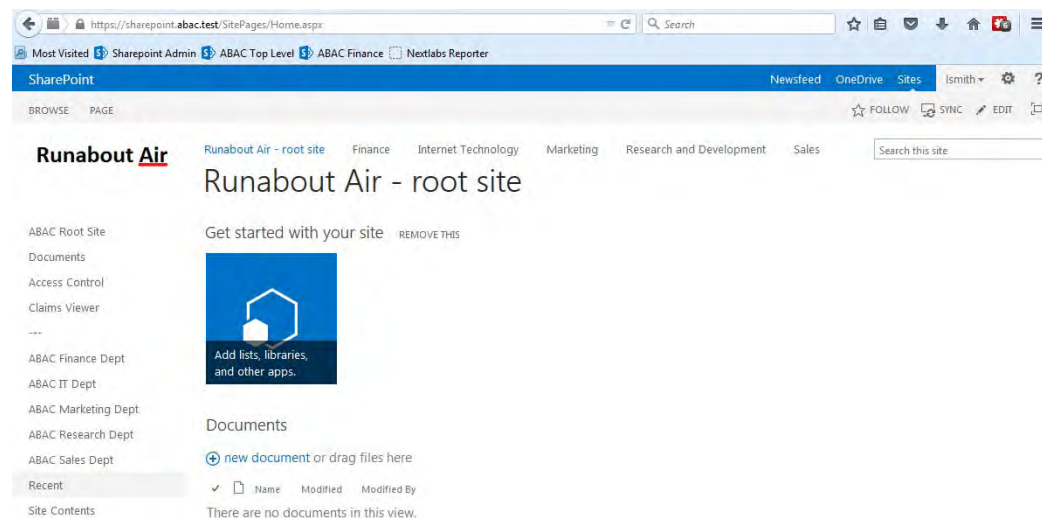 https://sharepoint.abac.test/SitePages/Home.aspx Search
Most Visited Sharepoint Admin ABAC Top Level ABAC Finance Nextlabs Reporter
SharePoint Newsfeed OneDrive Sites lsmith ?
BROWSE PAGE FOLLOW SYNC EDIT
Runabout Air
Runabout Air - root site Finance Internet Technology Marketing Research and Development Sales Search this site
Runabout Air - root site
ABAC Root Site
Documents
Access Control
Claims Viewer
---
ABAC Finance Dept
ABAC IT Dept
ABAC Marketing Dept
ABAC Research Dept
ABAC Sales Dept
Recent
Site Contents
Get started with your site REMOVE THIS
Add lists, libraries,
and other apps.
Documents
new document or drag files here
Name Modified Modified By
There are no documents in this view.